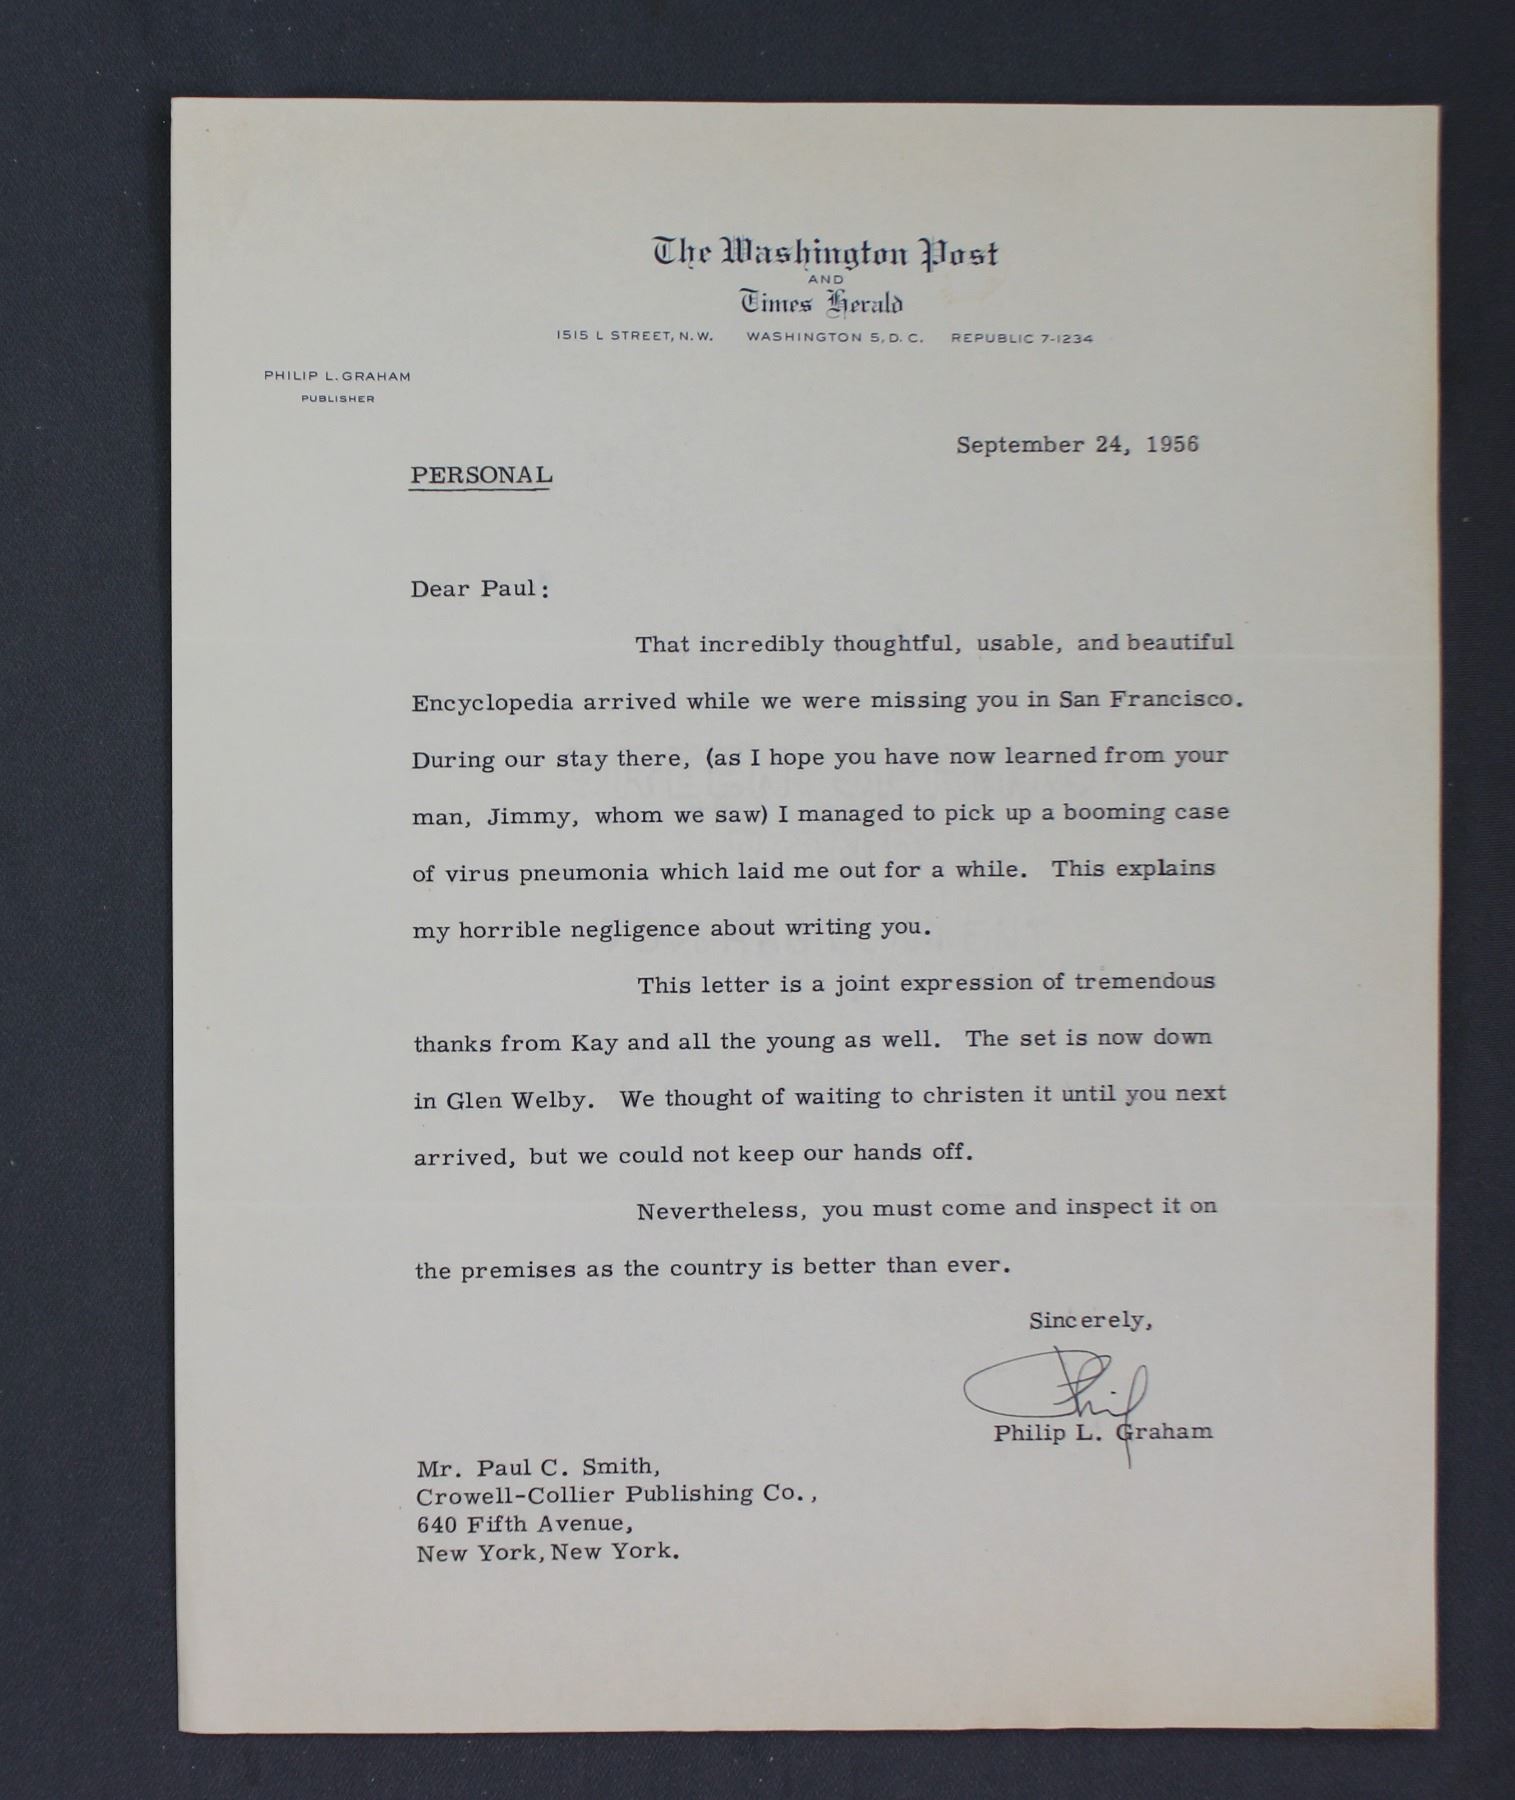 The Washington Post
AND
Times Herald
1515 L STREET, N.W. WASHINGTON 5, D. C. REPUBLIC 7-1234
PHILIP L. GRAHAM
PUBLISHER
September 24, 1956
PERSONAL
Dear Paul:
That incredibly thoughtful, usable, and beautiful
Encyclopedia arrived while we were missing you in San Francisco.
During our stay there, (as I hope you have now learned from your
man, Jimmy, whom we saw) I managed to pick up a booming case
of virus pneumonia which laid me out for a while. This explains
my horrible negligence about writing you.
This letter is a joint expression of tremendous
thanks from Kay and all the young as well. The set is now down
in Glen Welby. We thought of waiting to christen it until you next
arrived, but we could not keep our hands off.
Nevertheless, you must come and inspect it on
the premises as the country is better than ever.
Sincerely,
Phil
Philip L. Graham
Mr. Paul C. Smith,
Crowell-Collier Publishing Co.,
640 Fifth Avenue,
New York, New York.